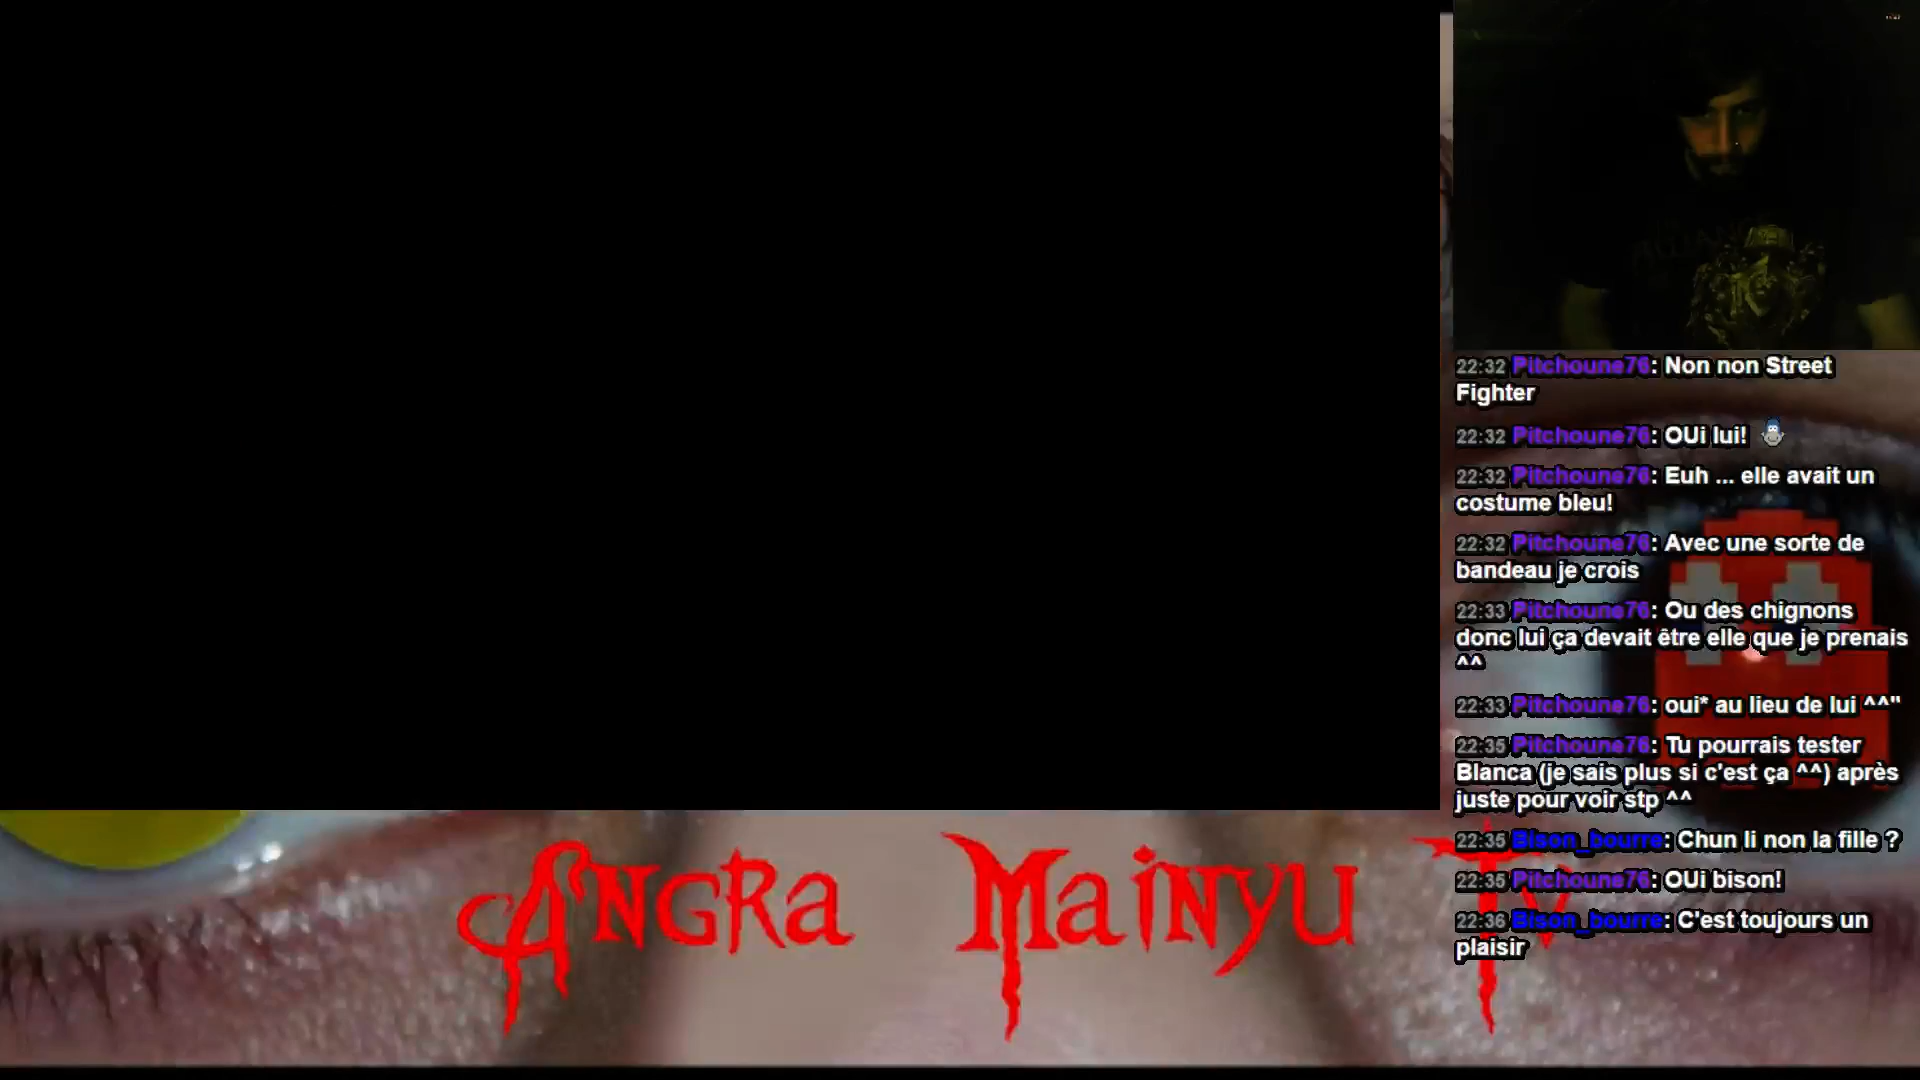 22:32 Pitchoune76: Non non Street
Fighter
22:32 Pitchoune76: OUi lui!
22:32 Pitchoune76: Euh ... elle avait un
costume bleu!
22:32 Pitchoune76: Avec une sorte de
bandeau je crois
22:33 Pitchoune76: Ou des chignons
donc lui ça devait être elle que je prenais
^^
22:33 Pitchoune76: oui* au lieu de lui ^^"
22:35 Pitchoune76: Tu pourrais tester
Blanca (je sais plus si c'est ça ^^) après
juste pour voir stp ^^
22:35 Bison_bourre: Chun li non la fille ?
22:35 Pitchoune76: OUi bison!
22:36 Bison_bourre: C'est toujours un
plaisir
Angra Mainyu Tv